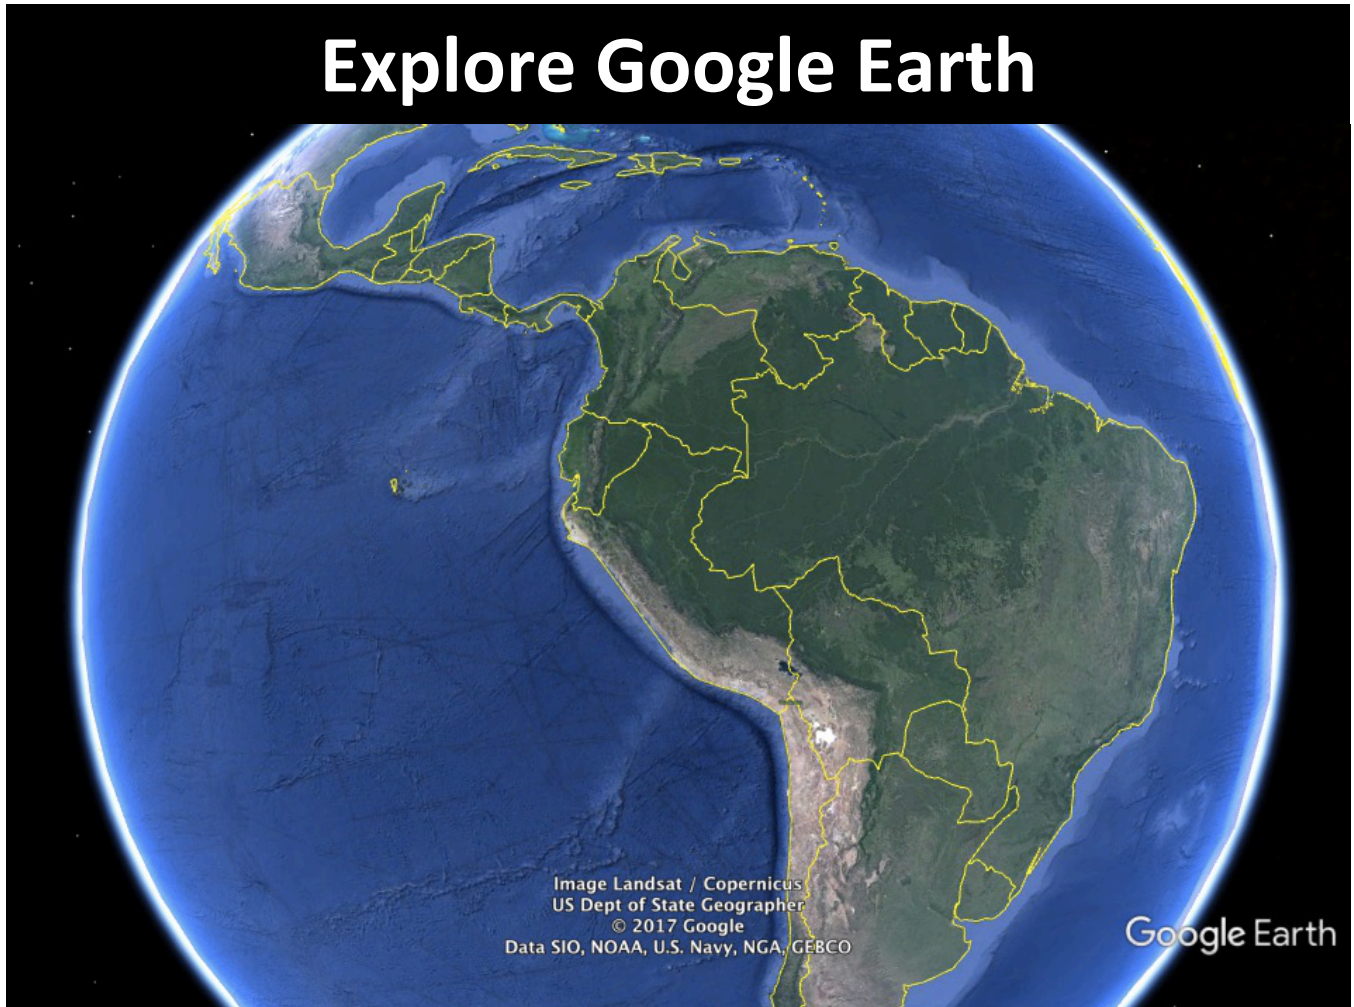 Explore Google Earth
Image Landsat / Copernicus
US Dept of State Geographer
© 2017 Google
Data SIO, NOAA, U.S. Navy, NGA, GEBCO
Google Earth